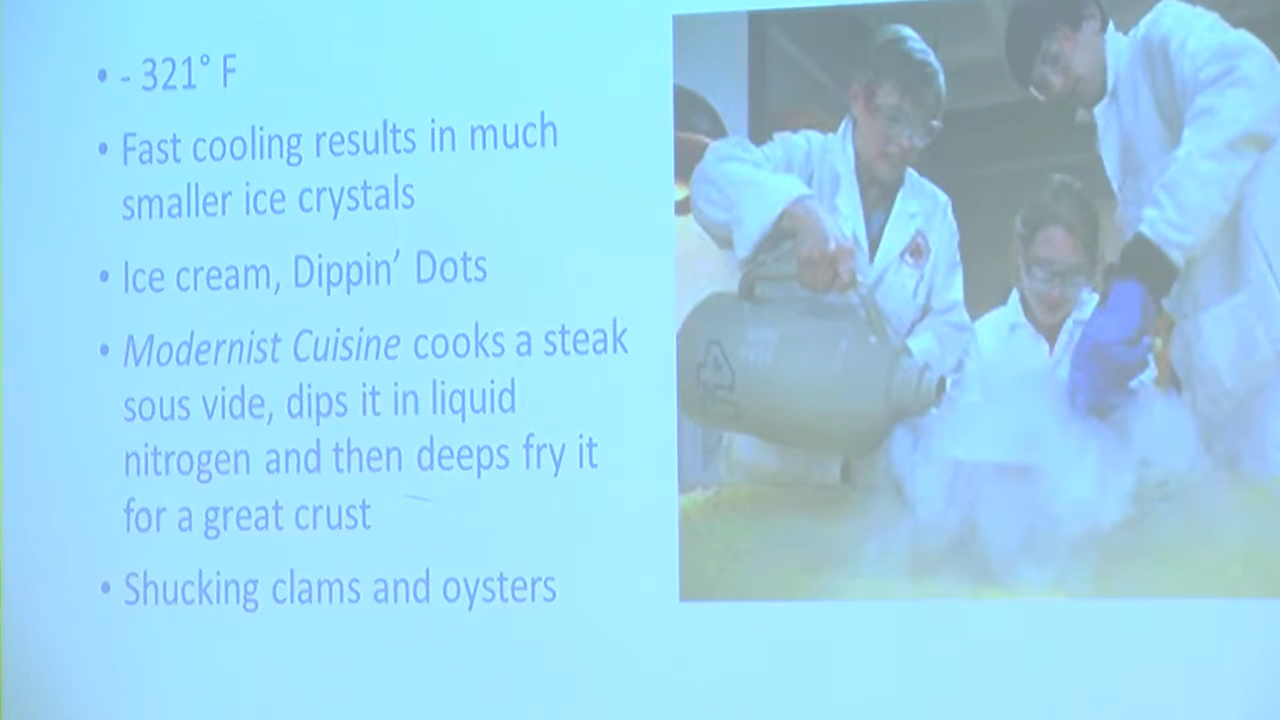 • - 321° F
• Fast cooling results in much
smaller ice crystals
• Ice cream, Dippin' Dots
• Modernist Cuisine cooks a steak
sous vide, dips it in liquid
nitrogen and then deeps fry it
for a great crust
• Shucking clams and oysters
4L